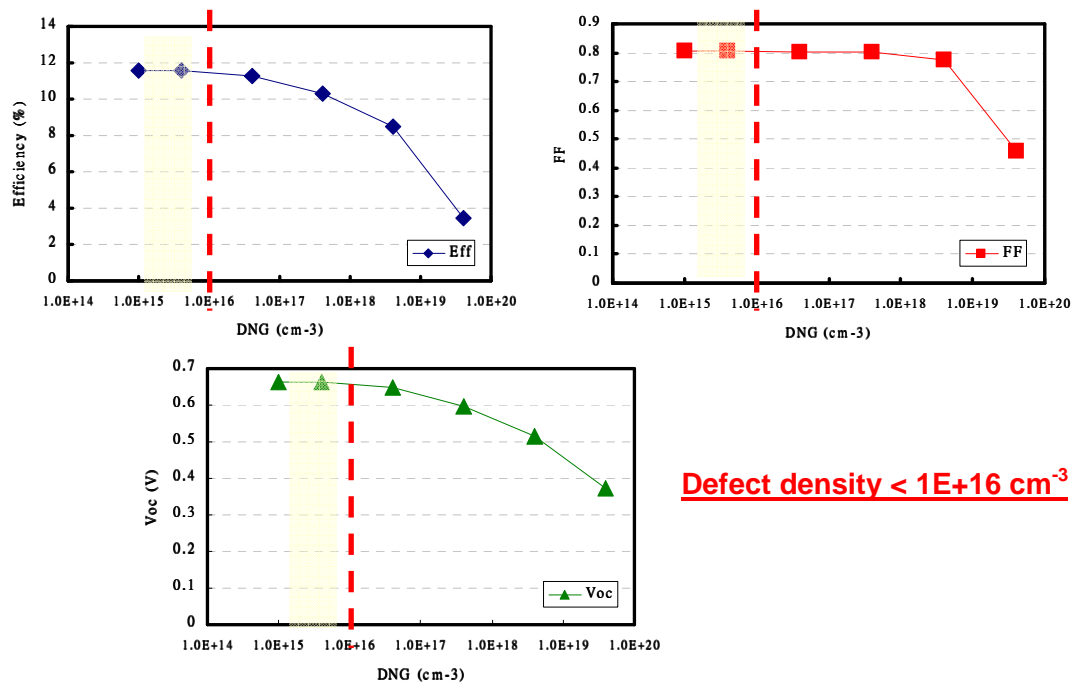 14
12
10
8
6
4
2
0
Efficiency (%)
Eff
1.0E+14 1.0E+15 1.0E+16 1.0E+17 1.0E+18 1.0E+19 1.0E+20
DNG (cm-3)
0.9
0.8
0.7
0.6
0.5
0.4
0.3
0.2
0.1
0
FF
FF
1.0E+14 1.0E+15 1.0E+16 1.0E+17 1.0E+18 1.0E+19 1.0E+20
DNG (cm-3)
0.7
0.6
0.5
0.4
0.3
0.2
0.1
0
Voc (V)
Voc
1.0E+14 1.0E+15 1.0E+16 1.0E+17 1.0E+18 1.0E+19 1.0E+20
DNG (cm-3)
Defect density < 1E+16 cm⁻³